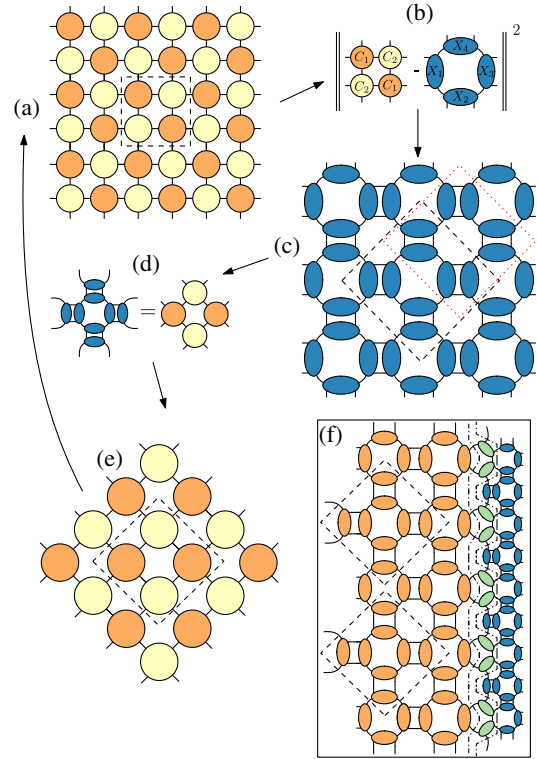 (a)
(b)
C₁ C₂ - X₁ X₄ X₃ 2
C₂ C₁ X₂
(c)
(d)
=
(e)
(f)